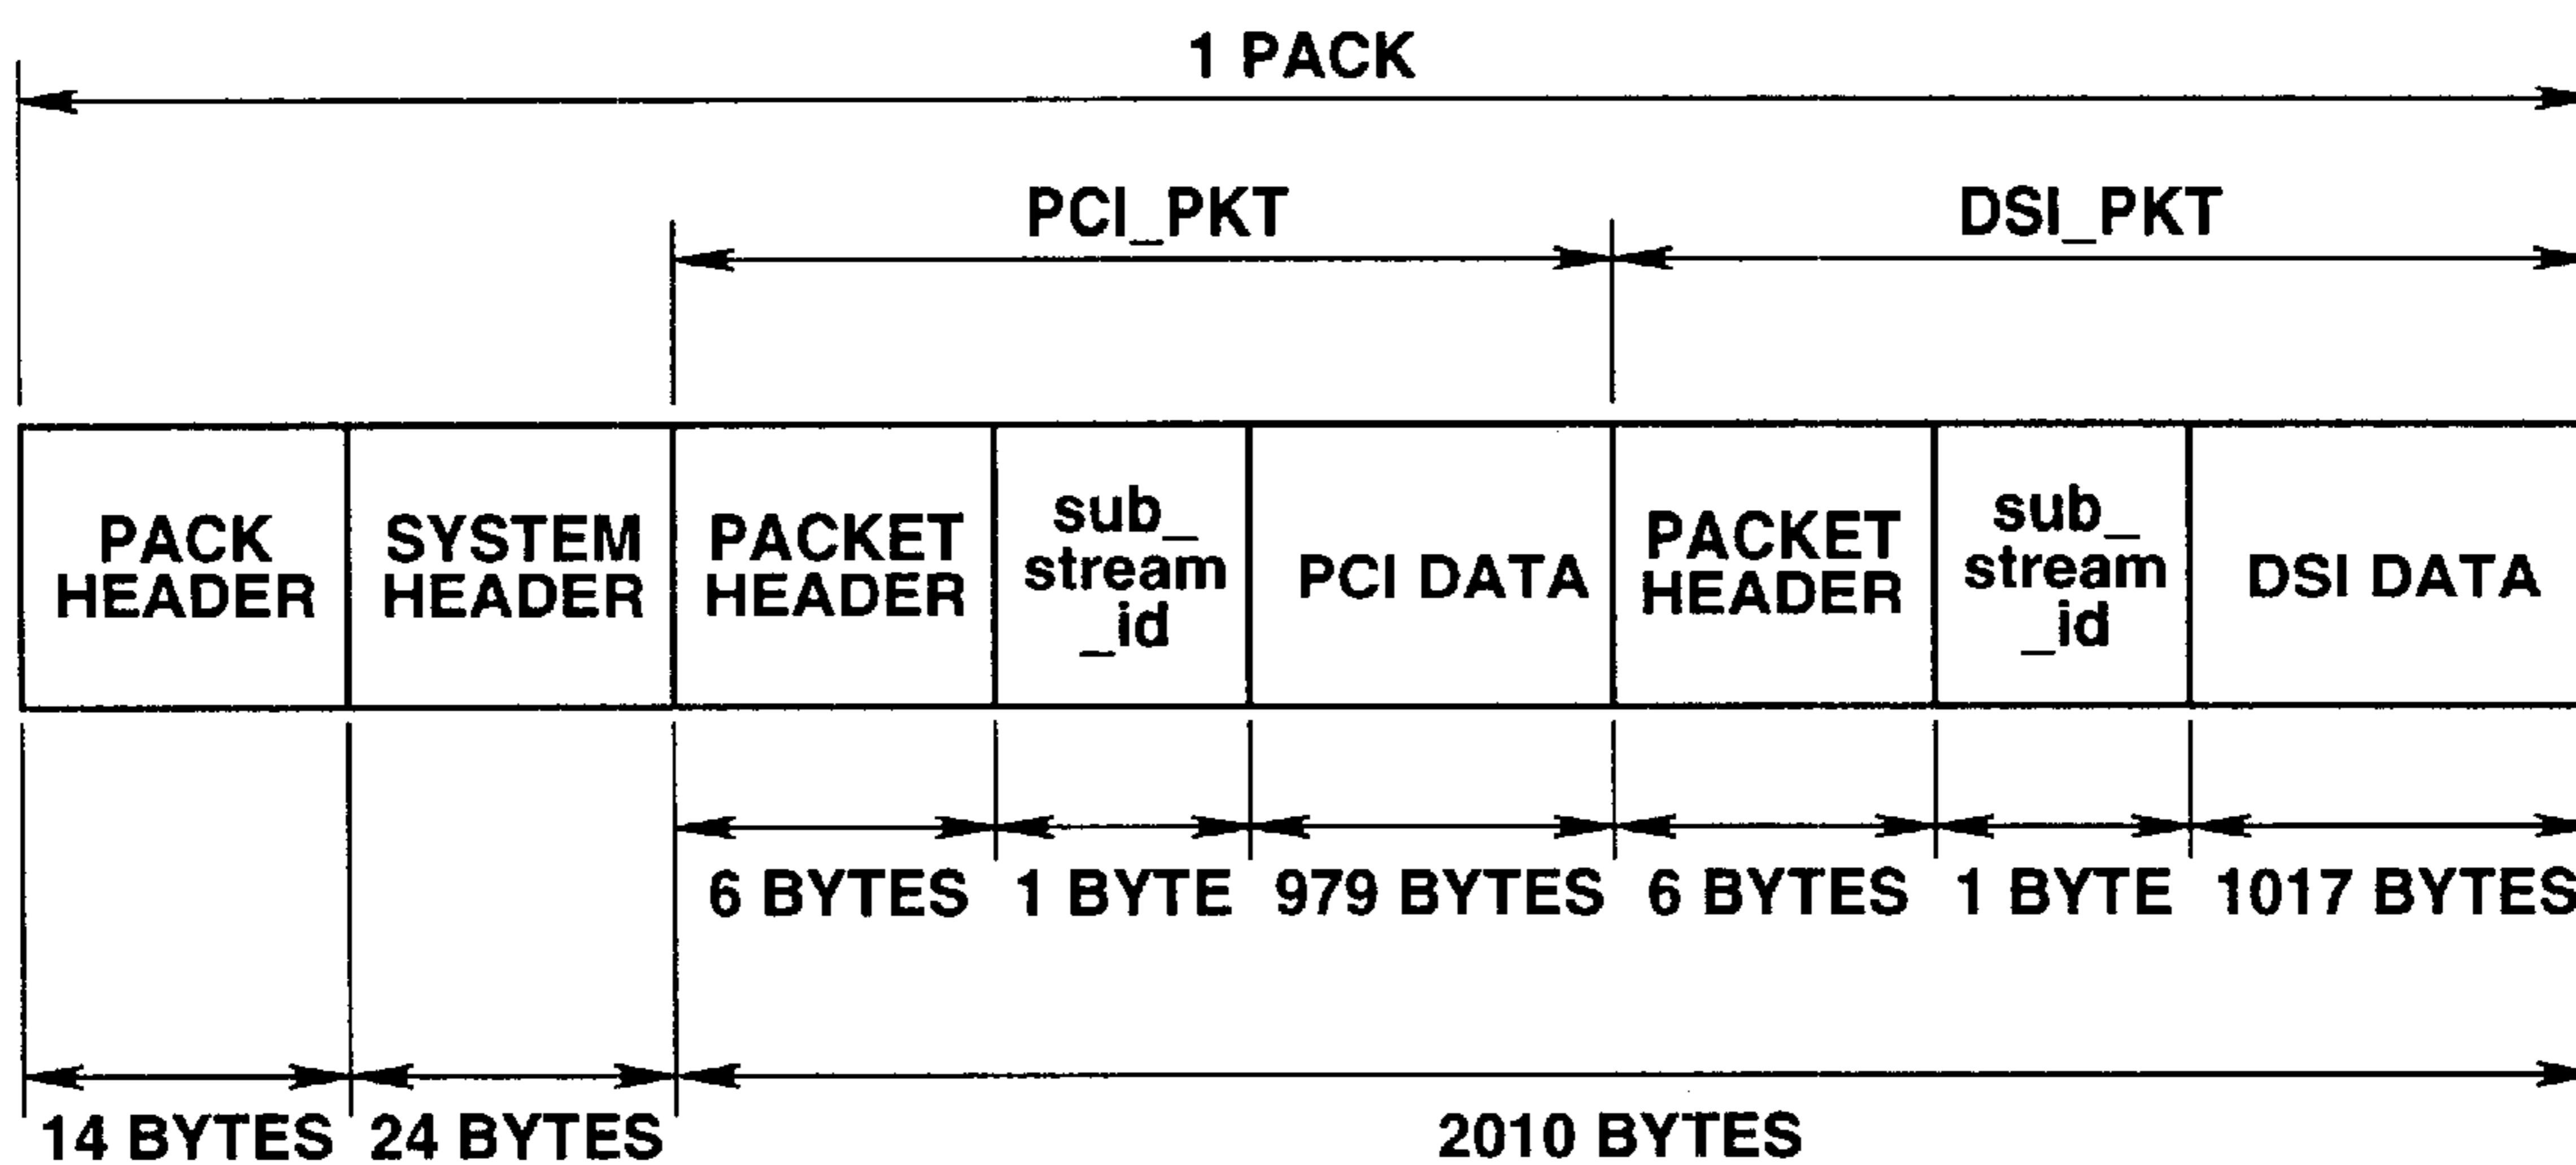 1 PACK
PCI_PKT
DSI_PKT
PACK
HEADER
SYSTEM
HEADER
PACKET
HEADER
sub_
stream
_id
PCI DATA
PACKET
HEADER
sub_
stream
_id
DSI DATA
6 BYTES
1 BYTE
979 BYTES
6 BYTES
1 BYTE
1017 BYTES
14 BYTES
24 BYTES
2010 BYTES